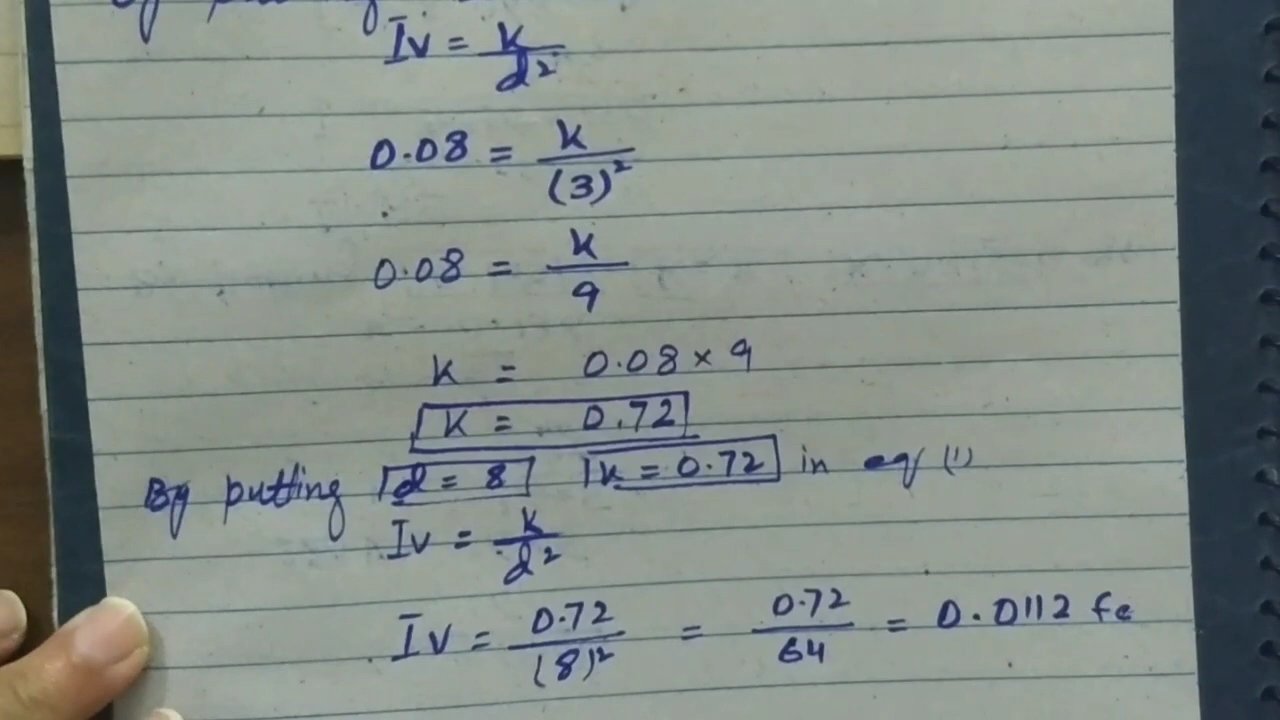 Iv = k/d²
0.08 = k/(3)²
0.08 = k/9
k = 0.08 × 9
k = 0.72
By putting d = 8 k = 0.72 in eq (1)
Iv = k/d²
Iv = 0.72/(8)² = 0.72/64 = 0.0112 fc